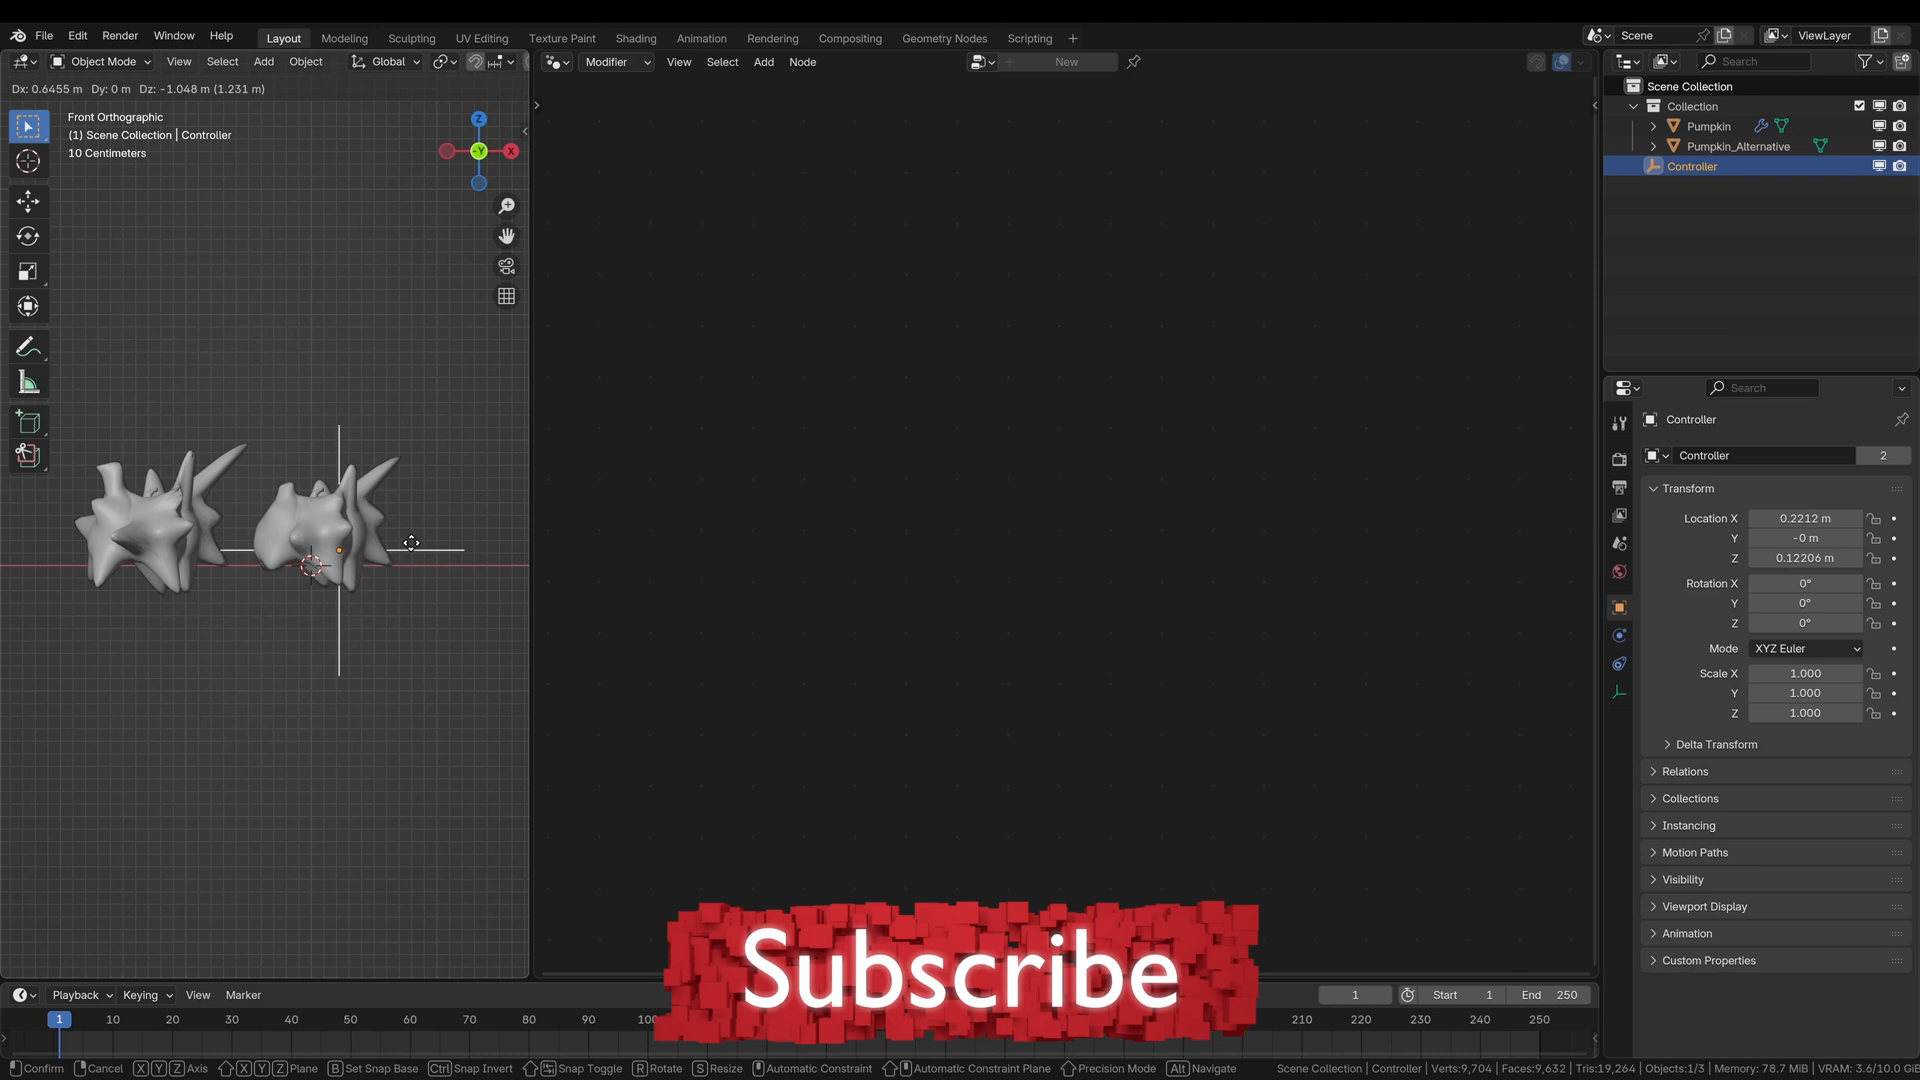 File Edit Render Window Help Layout Modeling Sculpting UV Editing Texture Paint Shading Animation Rendering Compositing Geometry Nodes Scripting + Scene ViewLayer
Object Mode View Select Add Object Global Modifier View Select Add Node New Search
Dx: 0.6455 m Dy: 0 m Dz: -1.048 m (1.231 m)
Front Orthographic
(1) Scene Collection | Controller
10 Centimeters
Z
-Y
X
Scene Collection
Collection
Pumpkin
Pumpkin_Alternative
Controller
Search
Controller
Controller 2
Transform
Location X 0.2212 m
Y -0 m
Z 0.12206 m
Rotation X 0°
Y 0°
Z 0°
Mode XYZ Euler
Scale X 1.000
Y 1.000
Z 1.000
Delta Transform
Relations
Collections
Instancing
Motion Paths
Visibility
Viewport Display
Animation
Custom Properties
Subscribe
Playback Keying View Marker 1 Start 1 End 250
1 10 20 30 40 50 60 70 80 90 210 220 230 240 250
Confirm Cancel X Y Z Axis X Y Z Plane B Set Snap Base Ctrl Snap Invert Snap Toggle R Rotate S Resize Automatic Constraint Automatic Constraint Plane Precision Mode Alt Navigate Scene Collection | Controller | Verts:9,704 | Faces:9,632 | Tris:19,264 | Objects:1/3 | Memory: 78.7 MiB | VRAM: 3.6/10.0 GiB